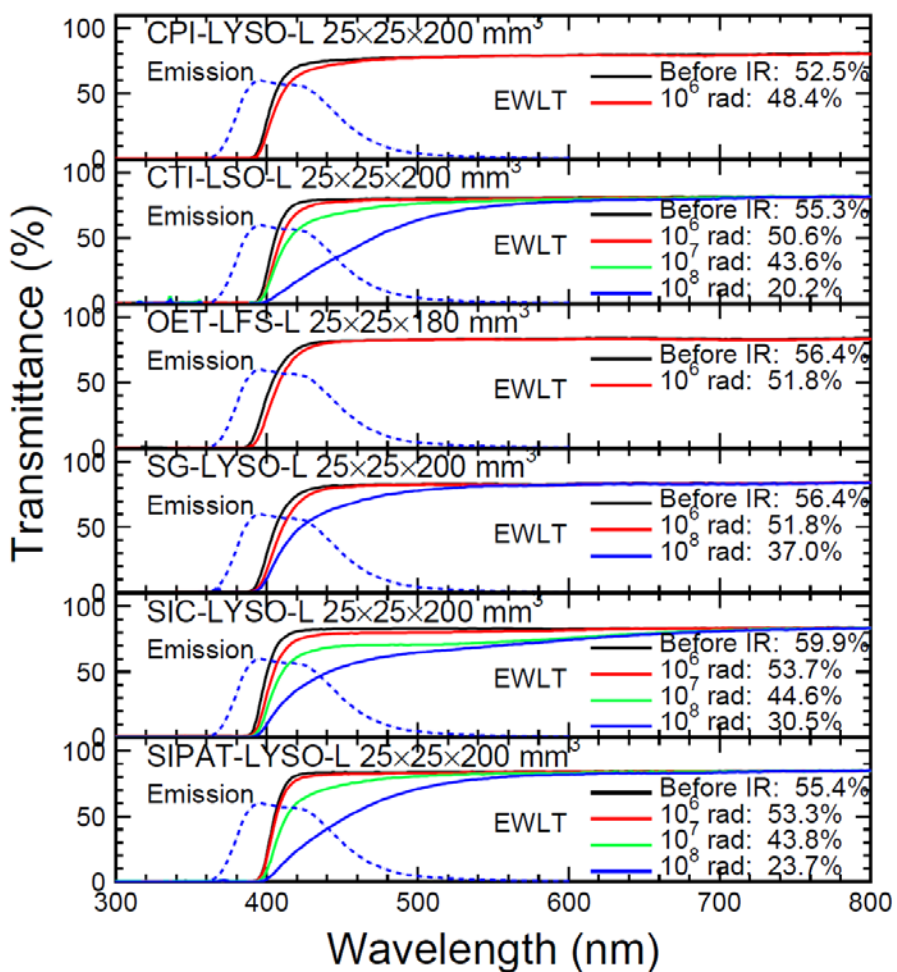 Transmittance (%)
100
CPI-LYSO-L 25×25×200 mm³
Emission
EWLT
Before IR: 52.5%
10⁶ rad: 48.4%
50
0
100
CTI-LSO-L 25×25×200 mm³
Emission
EWLT
Before IR: 55.3%
10⁶ rad: 50.6%
10⁷ rad: 43.6%
10⁸ rad: 20.2%
50
0
100
OET-LFS-L 25×25×180 mm³
Emission
EWLT
Before IR: 56.4%
10⁶ rad: 51.8%
50
0
100
SG-LYSO-L 25×25×200 mm³
Emission
EWLT
Before IR: 56.4%
10⁶ rad: 51.8%
10⁸ rad: 37.0%
50
0
100
SIC-LYSO-L 25×25×200 mm³
Emission
EWLT
Before IR: 59.9%
10⁶ rad: 53.7%
10⁷ rad: 44.6%
10⁸ rad: 30.5%
50
0
100
SIPAT-LYSO-L 25×25×200 mm³
Emission
EWLT
Before IR: 55.4%
10⁶ rad: 53.3%
10⁷ rad: 43.8%
10⁸ rad: 23.7%
50
0
300 400 500 600 700 800
Wavelength (nm)